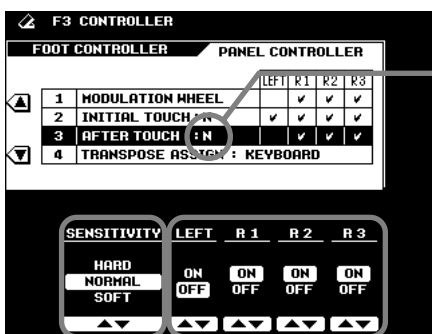 F3 CONTROLLER
FOOT CONTROLLER PANEL CONTROLLER
LEFT R1 R2 R3
1 MODULATION WHEEL
2 INITIAL TOUCH : N
3 AFTER TOUCH : N
4 TRANSPOSE ASSIGN : KEYBOARD
SENSITIVITY LEFT R 1 R 2 R 3
HARD
NORMAL
SOFT
ON ON ON ON
OFF OFF OFF OFF